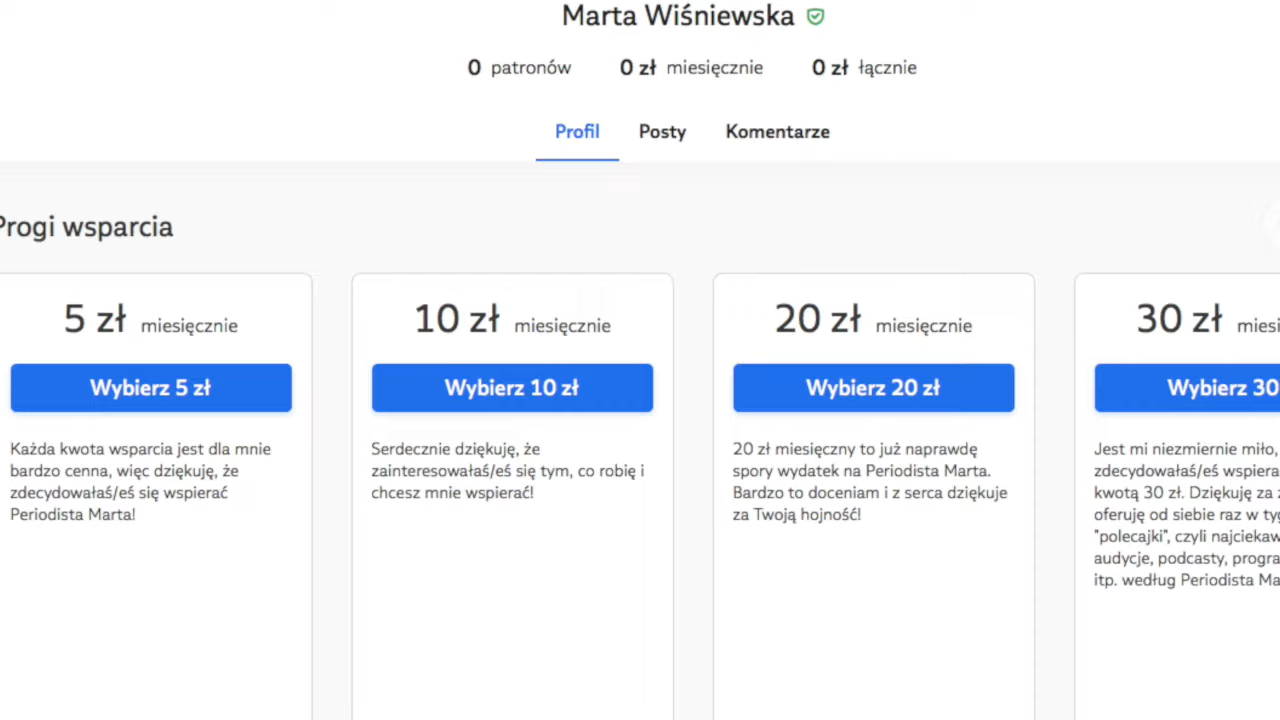 Marta Wiśniewska
0 patronów 0 zł miesięcznie 0 zł łącznie
Profil Posty Komentarze
Progi wsparcia
5 zł miesięcznie
Wybierz 5 zł
Każda kwota wsparcia jest dla mnie
bardzo cenna, więc dziękuję, że
zdecydowałaś/eś się wspierać
Periodista Marta!
10 zł miesięcznie
Wybierz 10 zł
Serdecznie dziękuję, że
zainteresowałaś/eś się tym, co robię i
chcesz mnie wspierać!
20 zł miesięcznie
Wybierz 20 zł
20 zł miesięczny to już naprawdę
spory wydatek na Periodista Marta.
Bardzo to doceniam i z serca dziękuje
za Twoją hojność!
30 zł
Wybierz 30
Jest mi niezmiernie miło,
zdecydowałaś/eś
kwotą 30 zł. Dziękuję za
oferuję od siebie raz w
"polecajki", czyli
audycje, podcasty,
itp. według Periodista